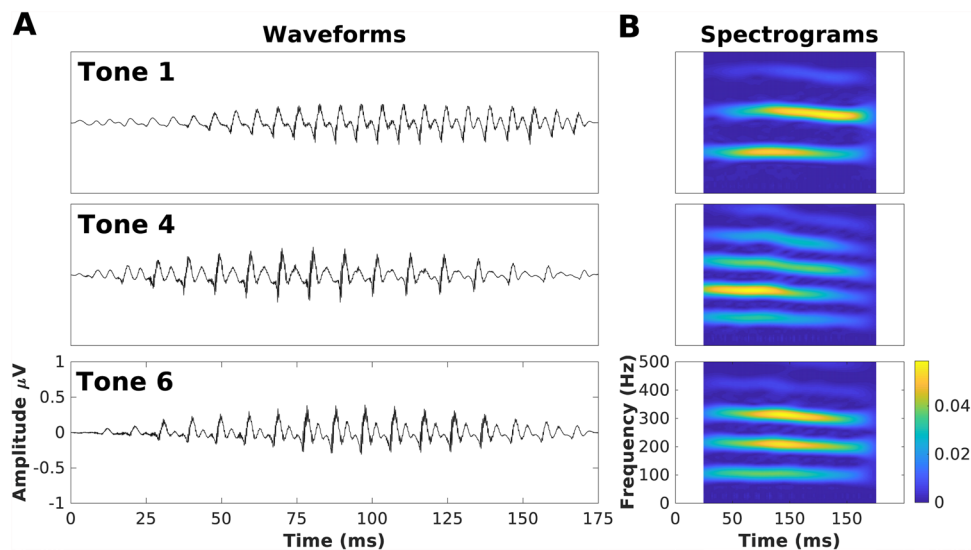 A
Waveforms
B
Spectrograms
Tone 1
Tone 4
Tone 6
Amplitude μV
1
0.5
0
-0.5
-1
0 25 50 75 100 125 150 175
Time (ms)
Frequency (Hz)
500
400
300
200
100
0
0 50 150 150
Time (ms)
0.04
0.02
0